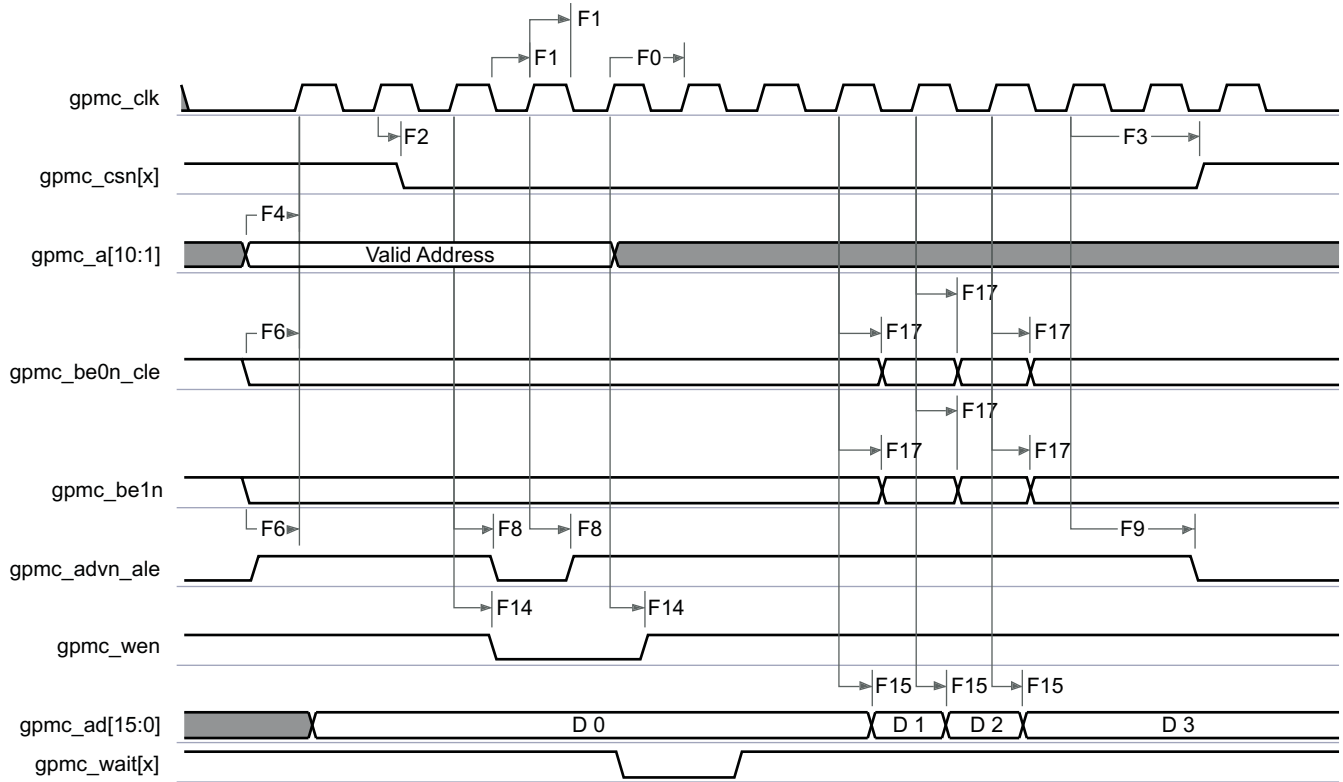 F1
F1 F0
gpmc_clk
F2 F3
gpmc_csn[x]
F4
gpmc_a[10:1] Valid Address
F17
F6 F17 F17
gpmc_be0n_cle
F17
F17 F17
gpmc_be1n
F6 F8 F8 F9
gpmc_advn_ale
F14 F14
gpmc_wen
F15 F15 F15
gpmc_ad[15:0] D 0 D 1 D 2 D 3
gpmc_wait[x]